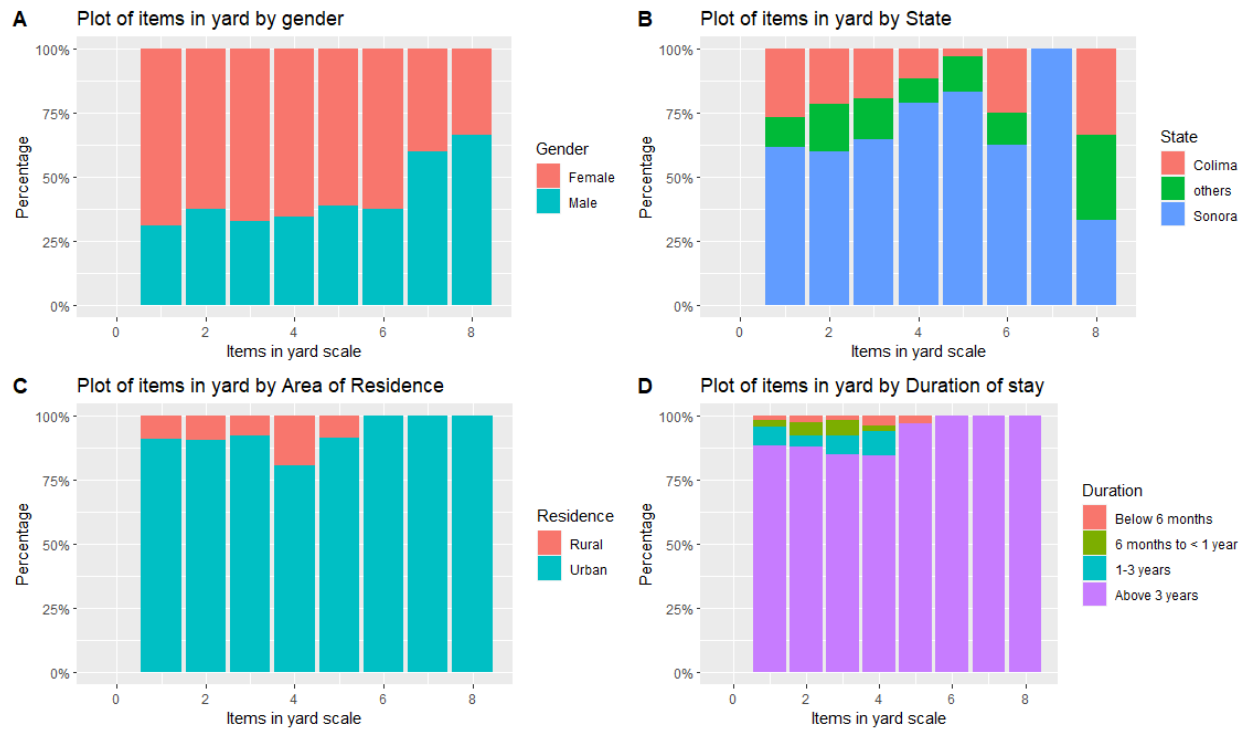 A Plot of items in yard by gender
100%
75%
50%
25%
0%
Percentage
0 2 4 6 8
Items in yard scale
Gender
Female
Male
B Plot of items in yard by State
100%
75%
50%
25%
0%
Percentage
0 2 4 6 8
Items in yard scale
State
Colima
others
Sonora
C Plot of items in yard by Area of Residence
100%
75%
50%
25%
0%
Percentage
0 2 4 6 8
Items in yard scale
Residence
Rural
Urban
D Plot of items in yard by Duration of stay
100%
75%
50%
25%
0%
Percentage
0 2 4 6 8
Items in yard scale
Duration
Below 6 months
6 months to < 1 year
1-3 years
Above 3 years